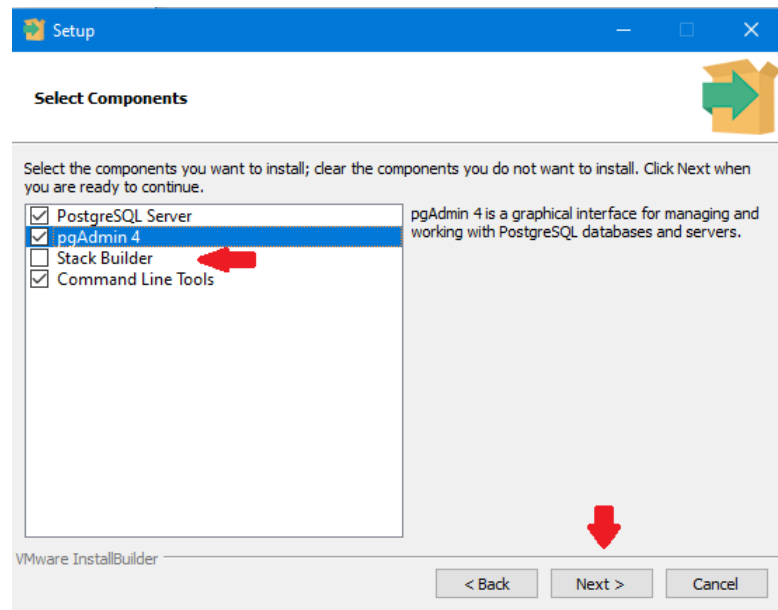 Setup
Select Components
Select the components you want to install; clear the components you do not want to install. Click Next when
you are ready to continue.
PostgreSQL Server
pgAdmin 4
Stack Builder
Command Line Tools
pgAdmin 4 is a graphical interface for managing and
working with PostgreSQL databases and servers.
VMware InstallBuilder
< Back
Next >
Cancel